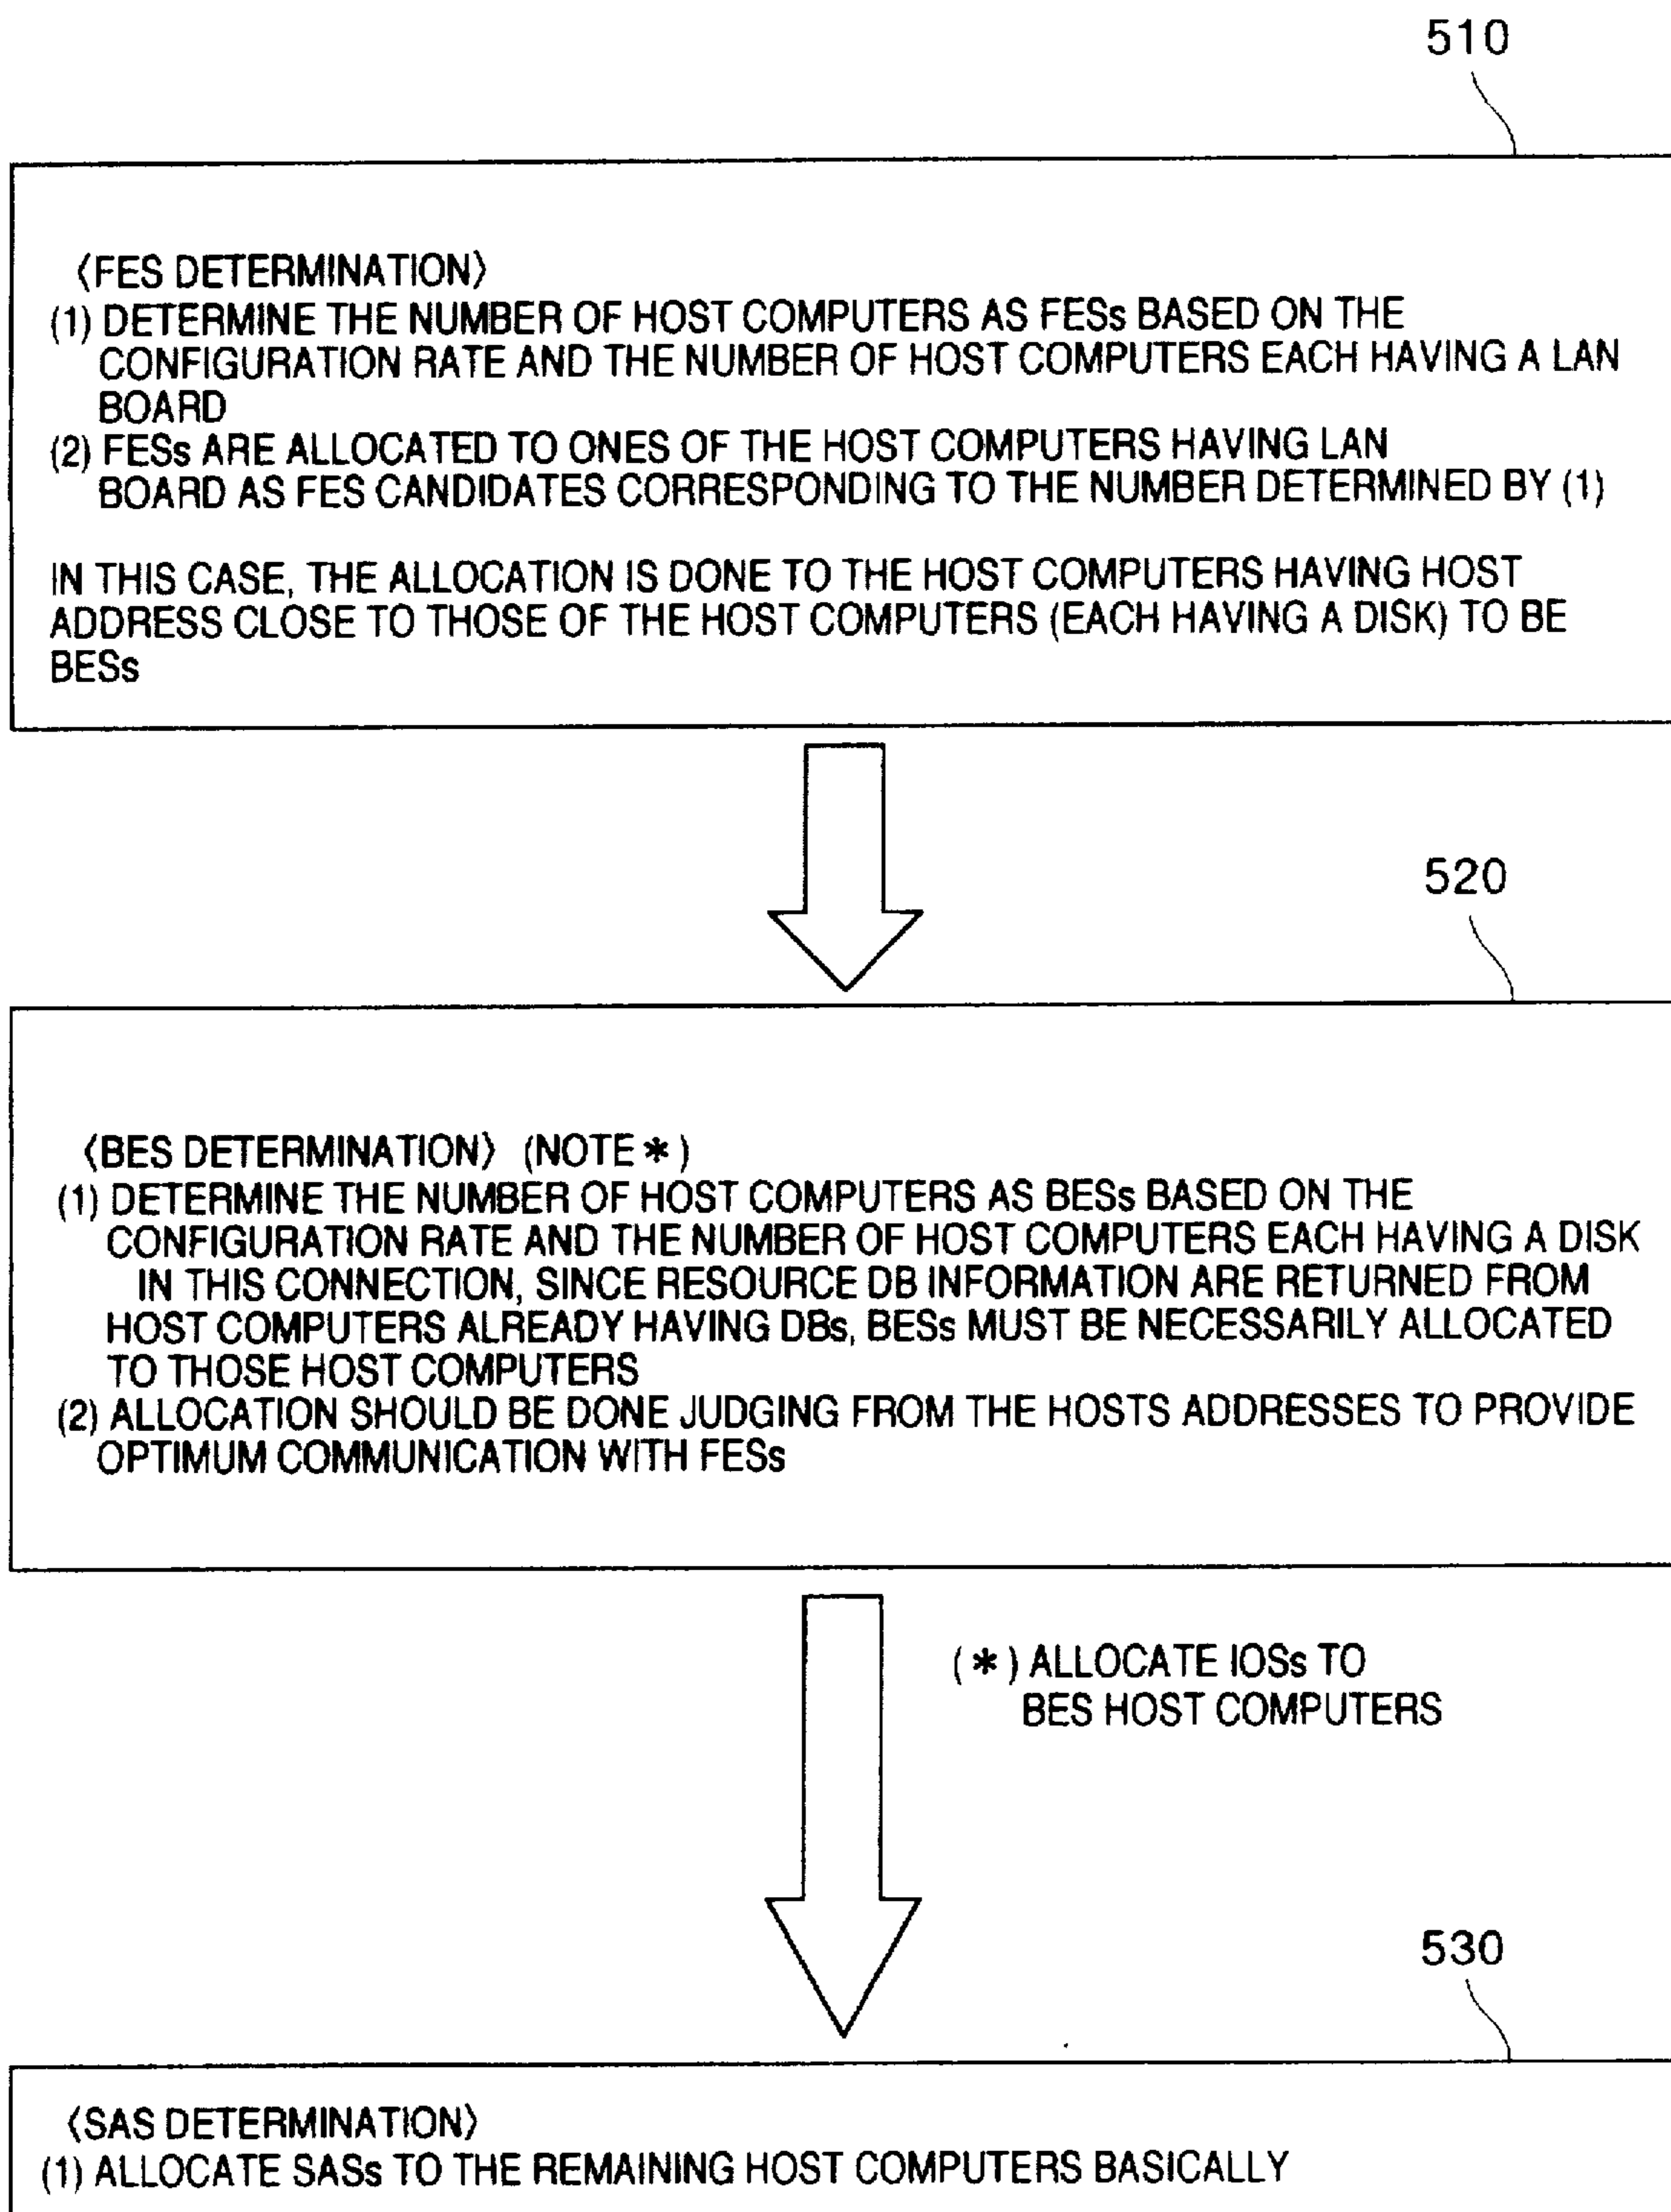 510
〈FES DETERMINATION〉
(1) DETERMINE THE NUMBER OF HOST COMPUTERS AS FESs BASED ON THE
CONFIGURATION RATE AND THE NUMBER OF HOST COMPUTERS EACH HAVING A LAN
BOARD
(2) FESs ARE ALLOCATED TO ONES OF THE HOST COMPUTERS HAVING LAN
BOARD AS FES CANDIDATES CORRESPONDING TO THE NUMBER DETERMINED BY (1)
IN THIS CASE, THE ALLOCATION IS DONE TO THE HOST COMPUTERS HAVING HOST
ADDRESS CLOSE TO THOSE OF THE HOST COMPUTERS (EACH HAVING A DISK) TO BE
BESs
520
〈BES DETERMINATION〉 (NOTE *)
(1) DETERMINE THE NUMBER OF HOST COMPUTERS AS BESs BASED ON THE
CONFIGURATION RATE AND THE NUMBER OF HOST COMPUTERS EACH HAVING A DISK
IN THIS CONNECTION, SINCE RESOURCE DB INFORMATION ARE RETURNED FROM
HOST COMPUTERS ALREADY HAVING DBs, BESs MUST BE NECESSARILY ALLOCATED
TO THOSE HOST COMPUTERS
(2) ALLOCATION SHOULD BE DONE JUDGING FROM THE HOSTS ADDRESSES TO PROVIDE
OPTIMUM COMMUNICATION WITH FESs
(*) ALLOCATE IOSs TO
BES HOST COMPUTERS
530
〈SAS DETERMINATION〉
(1) ALLOCATE SASs TO THE REMAINING HOST COMPUTERS BASICALLY